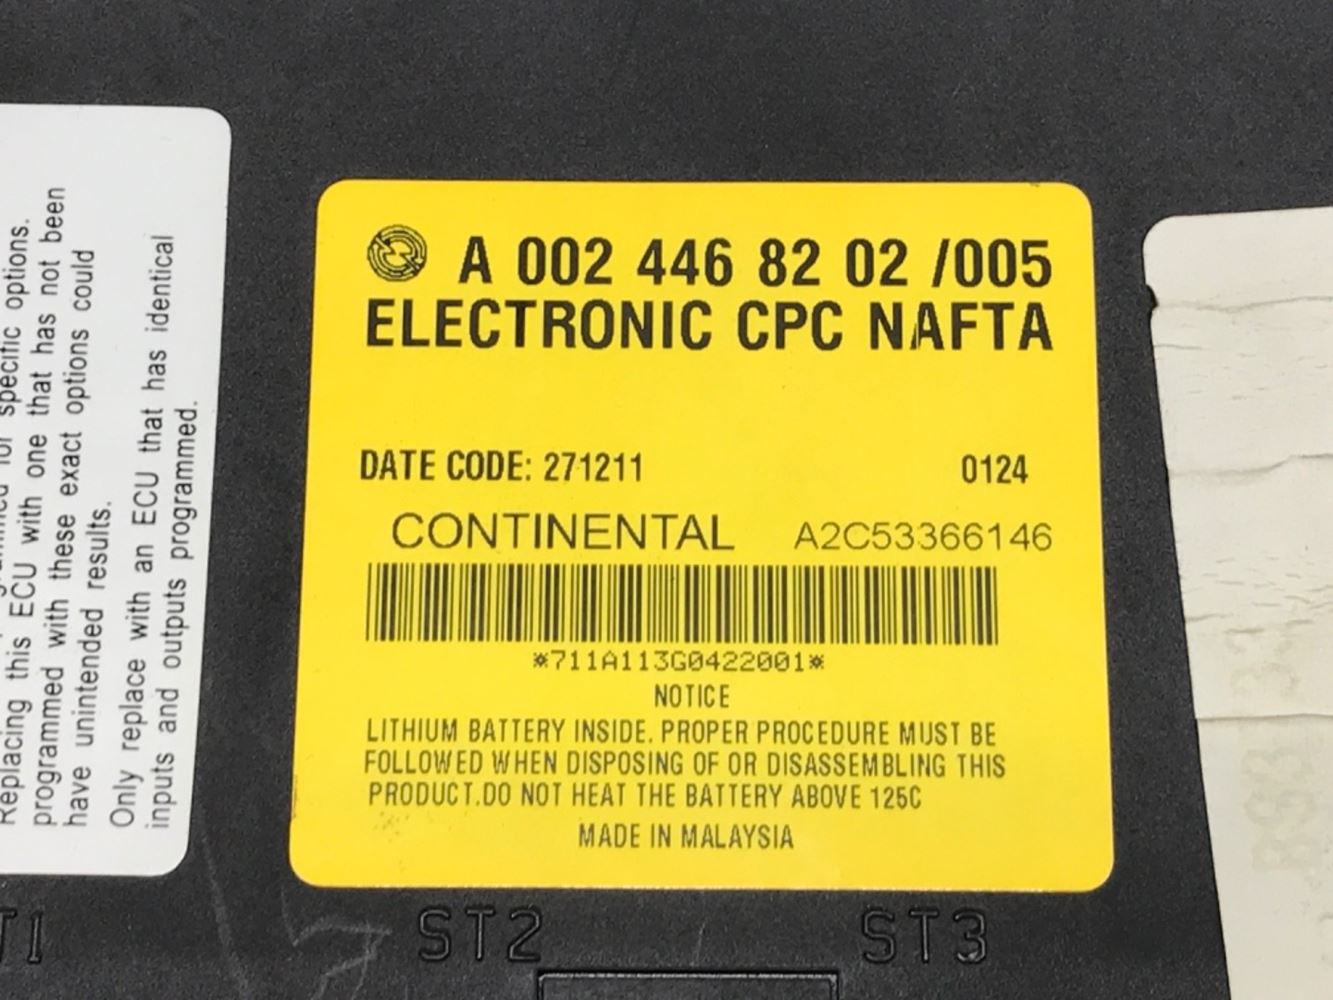 specific options.
Replacing this ECU with one that has not been
programmed with these exact options could
have unintended results.
Only replace with an ECU that has identical
inputs and outputs programmed.
A 002 446 82 02 /005
ELECTRONIC CPC NAFTA
DATE CODE: 271211 0124
CONTINENTAL A2C53366146
*711A113G0422001*
NOTICE
LITHIUM BATTERY INSIDE. PROPER PROCEDURE MUST BE
FOLLOWED WHEN DISPOSING OF OR DISASSEMBLING THIS
PRODUCT.DO NOT HEAT THE BATTERY ABOVE 125C
MADE IN MALAYSIA
ST2
ST3